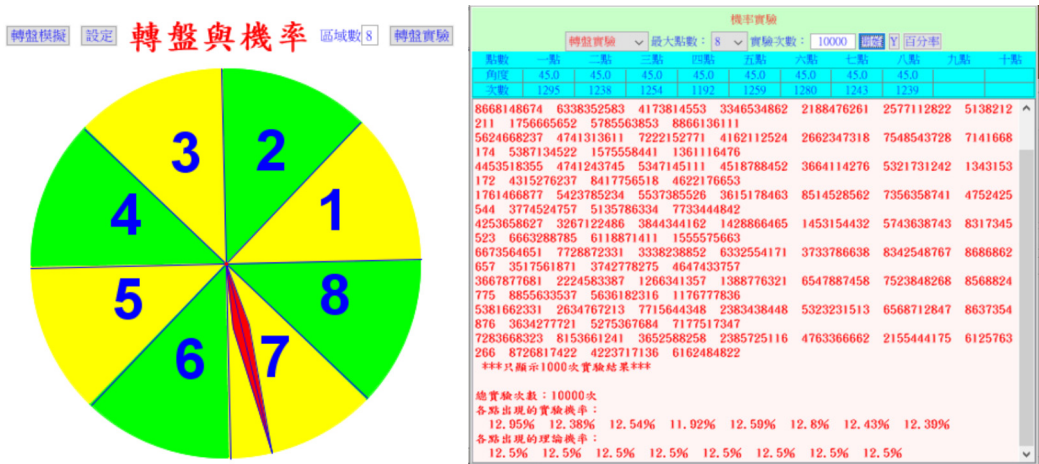 轉盤模擬 設定 轉盤與機率 區域數 8 轉盤實驗
3 2
4 1
5 8
6 7
機率實驗
轉盤實驗 最大點數： 8 實驗次數： 10000 Y 百分率
點數 一點 二點 三點 四點 五點 六點 七點 八點 九點 十點
角度 45.0 45.0 45.0 45.0 45.0 45.0 45.0 45.0
次數 1295 1238 1254 1192 1259 1280 1243 1239
8668148674 6338352583 4173814553 3346534862 2188476261 2577112822 5138212
211 1756665652 5785563853 8866136111
5624668237 4741313611 7222152771 4162112524 2662347318 7548543728 7141668
174 5387134522 1575558441 1361116476
4453518355 4741243745 5347145111 4518788452 3664114276 5321731242 1343153
172 4315276237 8417756518 4622176653
1761466877 5423785234 5537385526 3615178463 8514528562 7356358741 4752425
544 3774524757 5135786334 7733444842
4253658627 3267122486 3844344162 1428866465 1453154432 5743638743 8317345
523 6663288785 6118871411 1555575663
6673564651 7728872331 3338238852 6332554171 3733786638 8342548767 8686862
657 3517561871 3742778275 4647433757
3667877681 2224583387 1266341357 1388776321 6547887458 7523848268 8568824
775 8855633537 5636182316 1176777836
5381662331 2634767213 7715644348 2383438448 5323231513 6568712847 8637354
876 3634277721 5275367684 7177517347
7283668323 8153661241 3652588258 2385725116 4763366662 2155444175 6125763
266 8726817422 4223717136 6162484822
***只顯示1000次實驗結果***
總實驗次數：10000次
各點出現的實驗機率：
12.95% 12.38% 12.54% 11.92% 12.59% 12.8% 12.43% 12.39%
各點出現的理論機率：
12.5% 12.5% 12.5% 12.5% 12.5% 12.5% 12.5% 12.5%